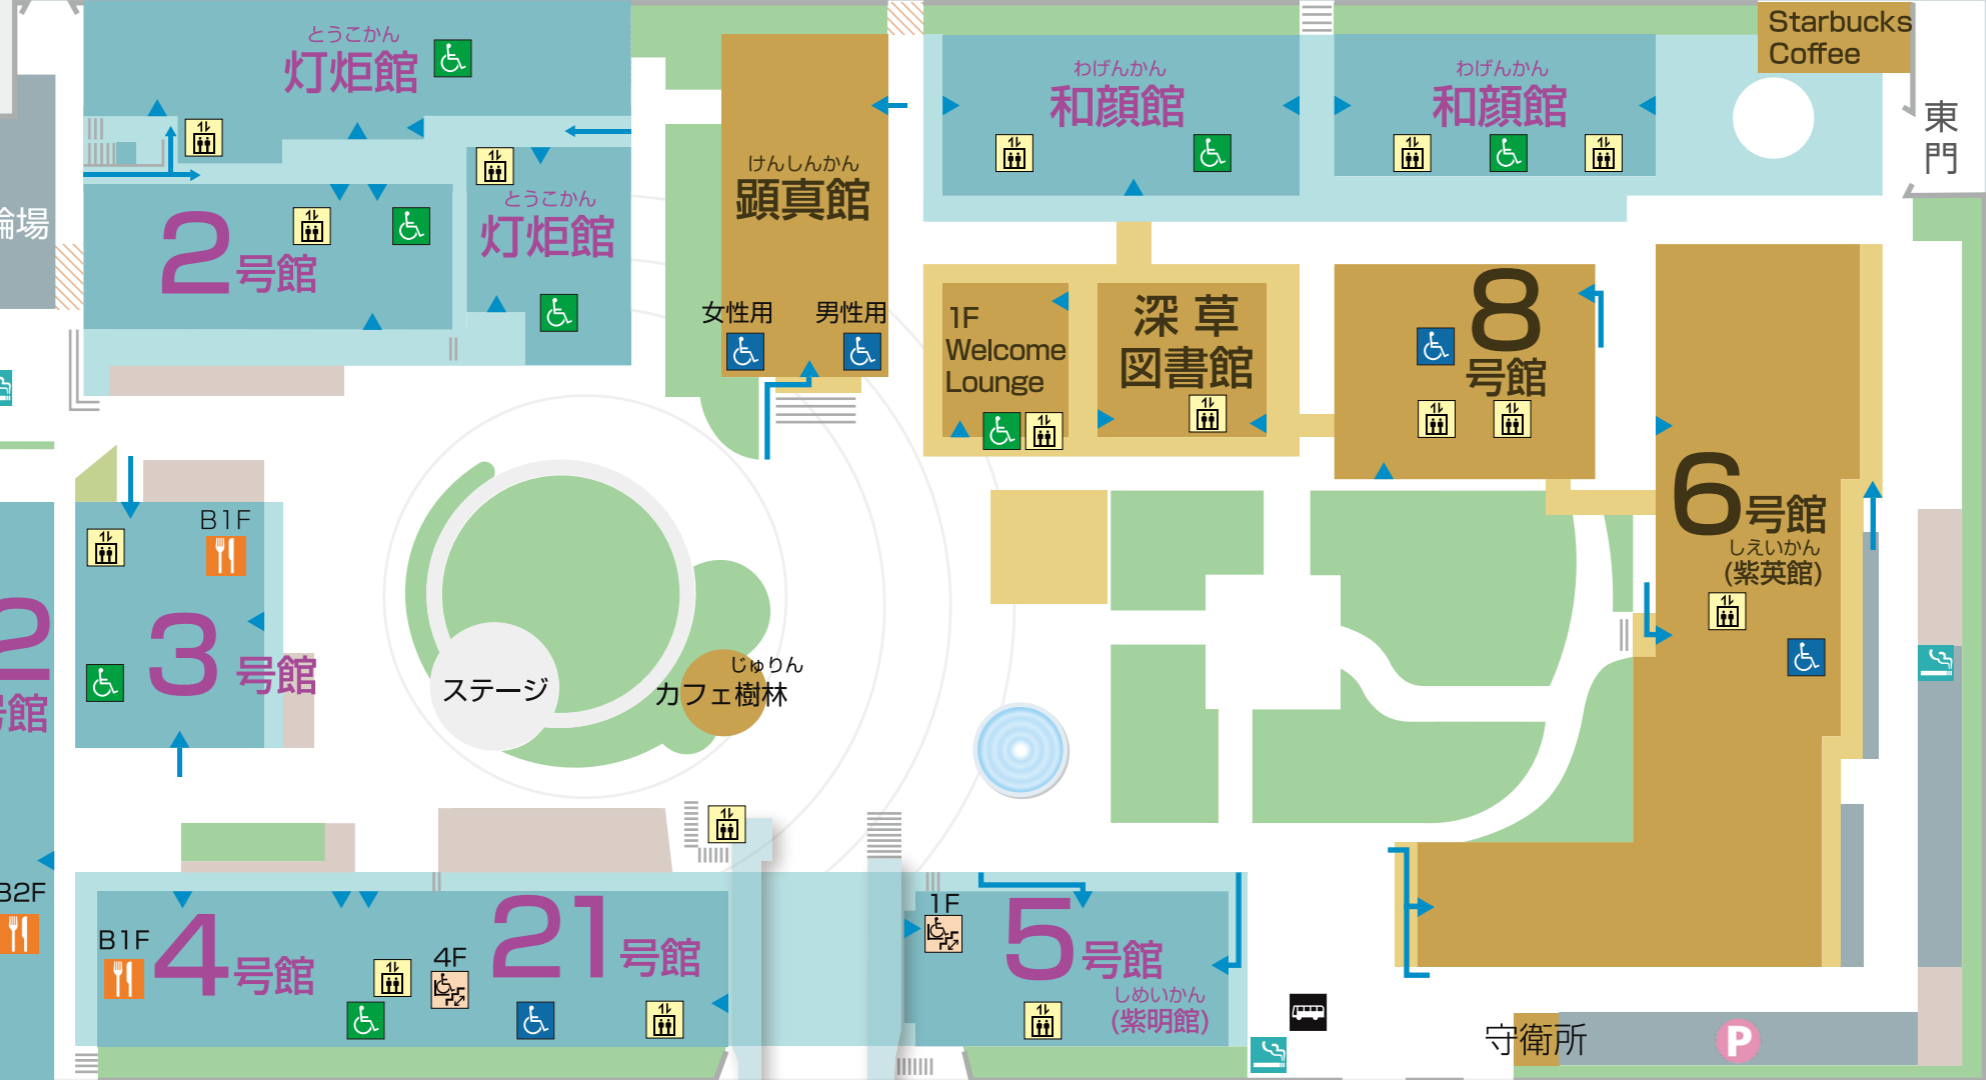 とうこかん
灯炬館
けんしんかん
顕真館
わげんかん
和顔館
わげんかん
和顔館
Starbucks
Coffee
東
門
2号館
とうこかん
灯炬館
女性用
男性用
1F
Welcome
Lounge
深草
図書館
8
号館
6号館
しえいかん
(紫英館)
B1F
3号館
ステージ
じゅりん
カフェ樹林
2
号館
B2F
B1F
4号館
4F
21号館
1F
5号館
しめいかん
(紫明館)
守衛所
P